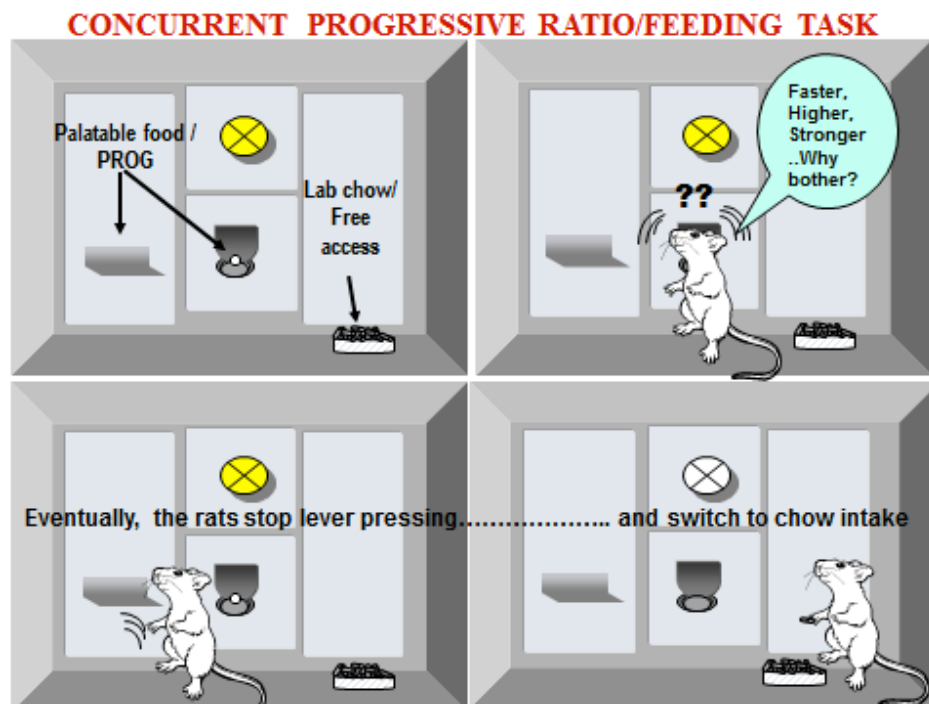 CONCURRENT PROGRESSIVE RATIO/FEEDING TASK
Palatable food /
PROG
Lab chow/
Free
access
Faster,
Higher,
Stronger
..Why
bother?
??
Eventually, the rats stop lever pressing………………….. and switch to chow intake